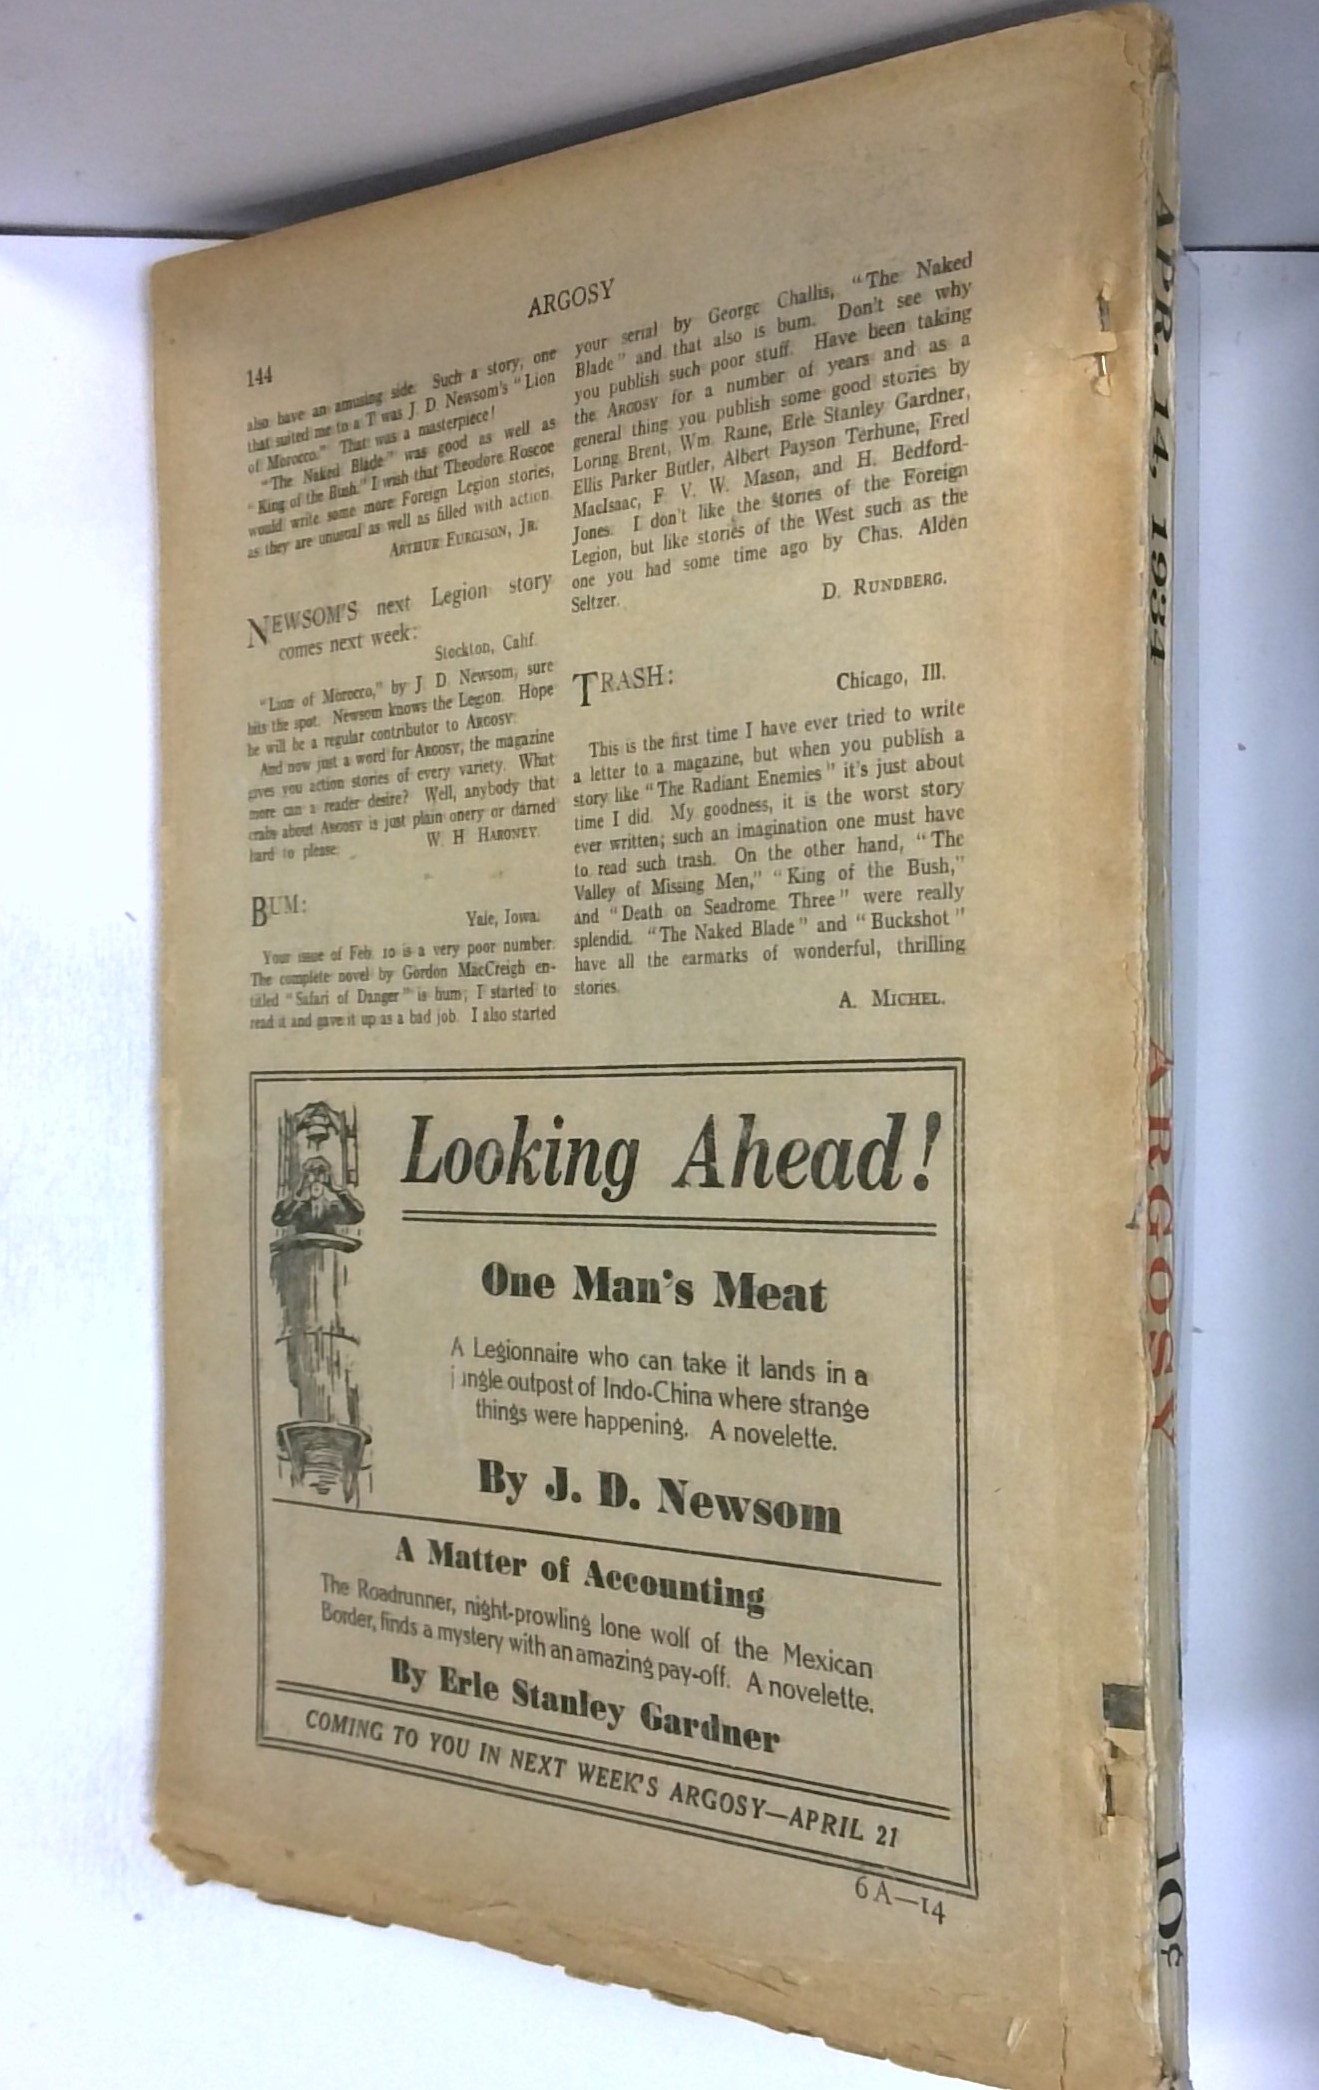 144
ARGOSY
also have an amusing side. Such a story, one
that suited me to a T was J. D. Newsom's "Lion
of Morocco." That was a masterpiece!
"The Naked Blade" was good as well as
"King of the Bush." I wish that Theodore Roscoe
would write some more Foreign Legion stories,
as they are unusual as well as filled with action.
ARTHUR FURGISON, JR.
NEWSOM'S next Legion story
comes next week:
Stockton, Calif.
"Lion of Morocco," by J. D. Newsom, sure
hits the spot. Newsom knows the Legion. Hope
he will be a regular contributor to ARGOSY.
And now just a word for ARGOSY, the magazine
gives you action stories of every variety. What
more can a reader desire? Well, anybody that
crabs about ARGOSY is just plain onery or darned
hard to please.
W. H. HARONEY.
BUM:
Yale, Iowa.
Your issue of Feb. 10 is a very poor number.
The complete novel by Gordon MacCreigh en-
titled "Safari of Danger" is bum; I started to
read it and gave it up as a bad job. I also started
your serial by George Challis, "The Naked
Blade" and that also is bum. Don't see why
you publish such poor stuff. Have been taking
the ARGOSY for a number of years and as a
general thing you publish some good stories by
Loring Brent, Wm. Raine, Erle Stanley Gardner,
Ellis Parker Butler, Albert Payson Terhune, Fred
MacIsaac, F. V. W. Mason, and H. Bedford-
Jones. I don't like the stories of the Foreign
Legion, but like stories of the West such as the
one you had some time ago by Chas. Alden
Seltzer.
D. RUNDBERG.
TRASH:
Chicago, Ill.
This is the first time I have ever tried to write
a letter to a magazine, but when you publish a
story like "The Radiant Enemies" it's just about
time I did. My goodness, it is the worst story
ever written; such an imagination one must have
to read such trash. On the other hand, "The
Valley of Missing Men," "King of the Bush,"
and "Death on Seadrome Three" were really
splendid. "The Naked Blade" and "Buckshot"
have all the earmarks of wonderful, thrilling
stories.
A. MICHEL.
Looking Ahead!
One Man's Meat
A Legionnaire who can take it lands in a
jungle outpost of Indo-China where strange
things were happening. A novelette.
By J. D. Newsom
A Matter of Accounting
The Roadrunner, night-prowling lone wolf of the Mexican
Border, finds a mystery with an amazing pay-off. A novelette.
By Erle Stanley Gardner
COMING TO YOU IN NEXT WEEK'S ARGOSY—APRIL 21
6 A—14
APR. 14, 1934
ARGOSY
10¢